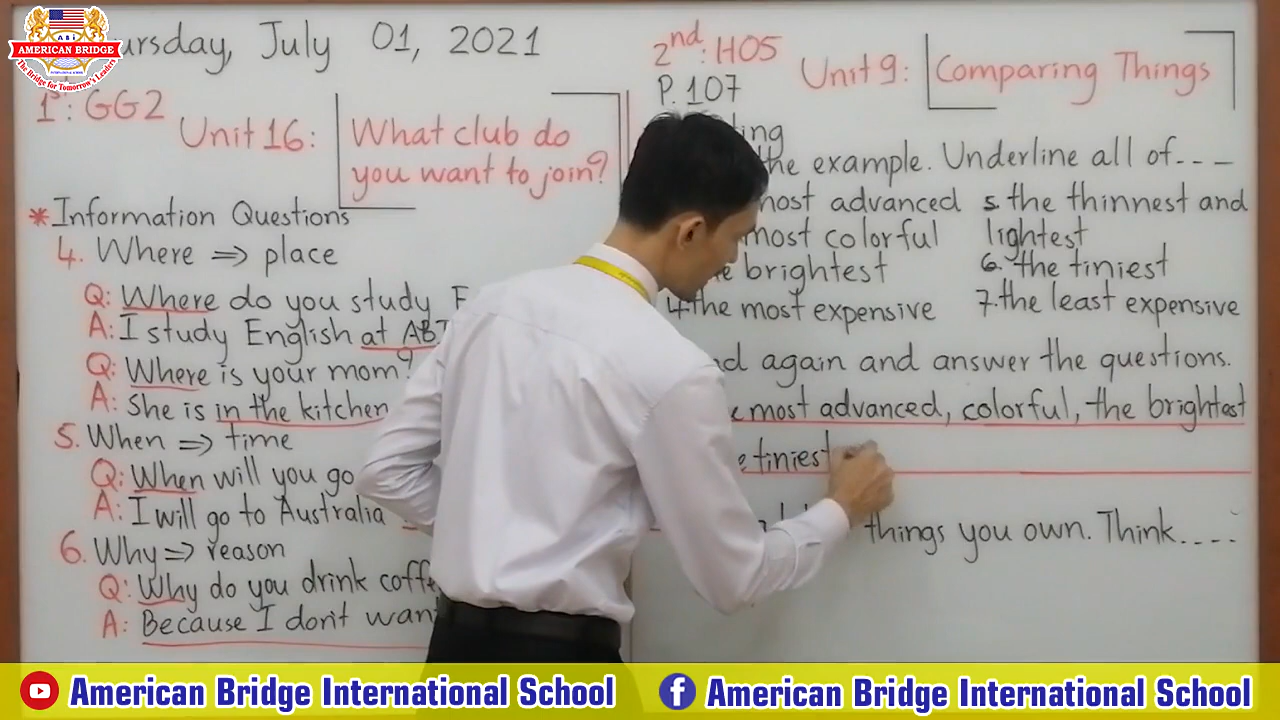 AMERICAN BRIDGE
INTERNATIONAL SCHOOL
The Bridge for Tomorrow's Leaders
July 01, 2021
1st: GG2
Unit 16:
What club do
you want to join?
* Information Questions
4. Where => place
Q: Where do you study
A: I study English at
Q: Where is your mom?
A: She is in the kitchen
5. When => time
Q: When will you go
A: I will go to Australia
6. Why => reason
Q: Why do you drink
A: Because I don't
2nd: HO5
P. 107
Unit 9:
Comparing Things
the example. Underline all of----
most advanced
most colorful
brightest
4. the most expensive
5. the thinnest and
lightest
6. the tiniest
7. the least expensive
again and answer the questions.
most advanced, colorful, the brightest
tiniest
things you own. Think....
American Bridge International School
American Bridge International School